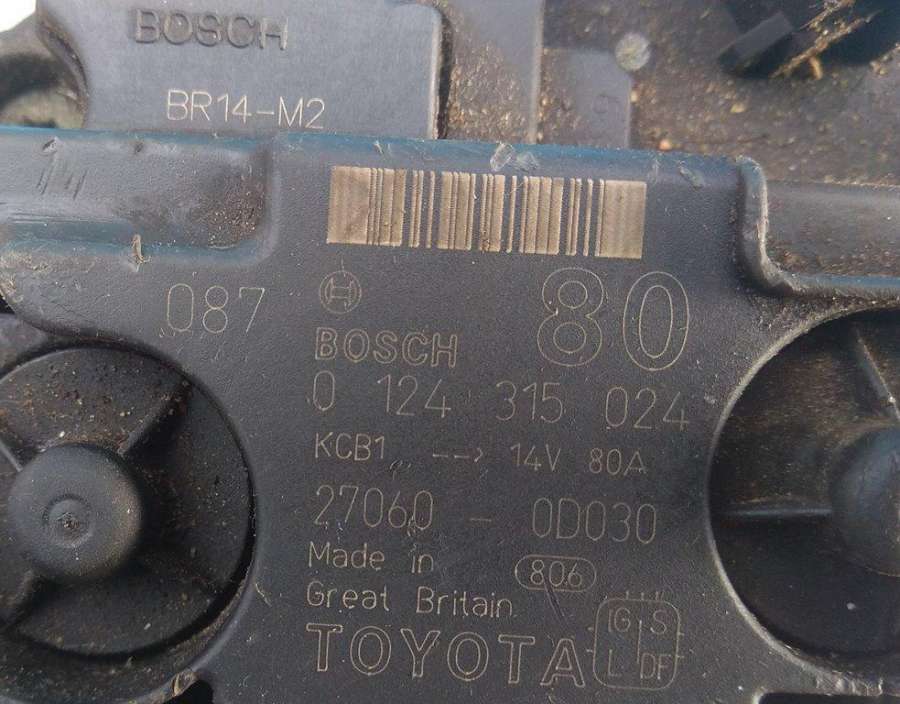 BOSCH
BR14-M2
087
80
BOSCH
0 124 315 024
KCB1 --> 14V 80A
27060 - 0D030
Made in
Great Britain
806
TOYOTA
IG S
L DF